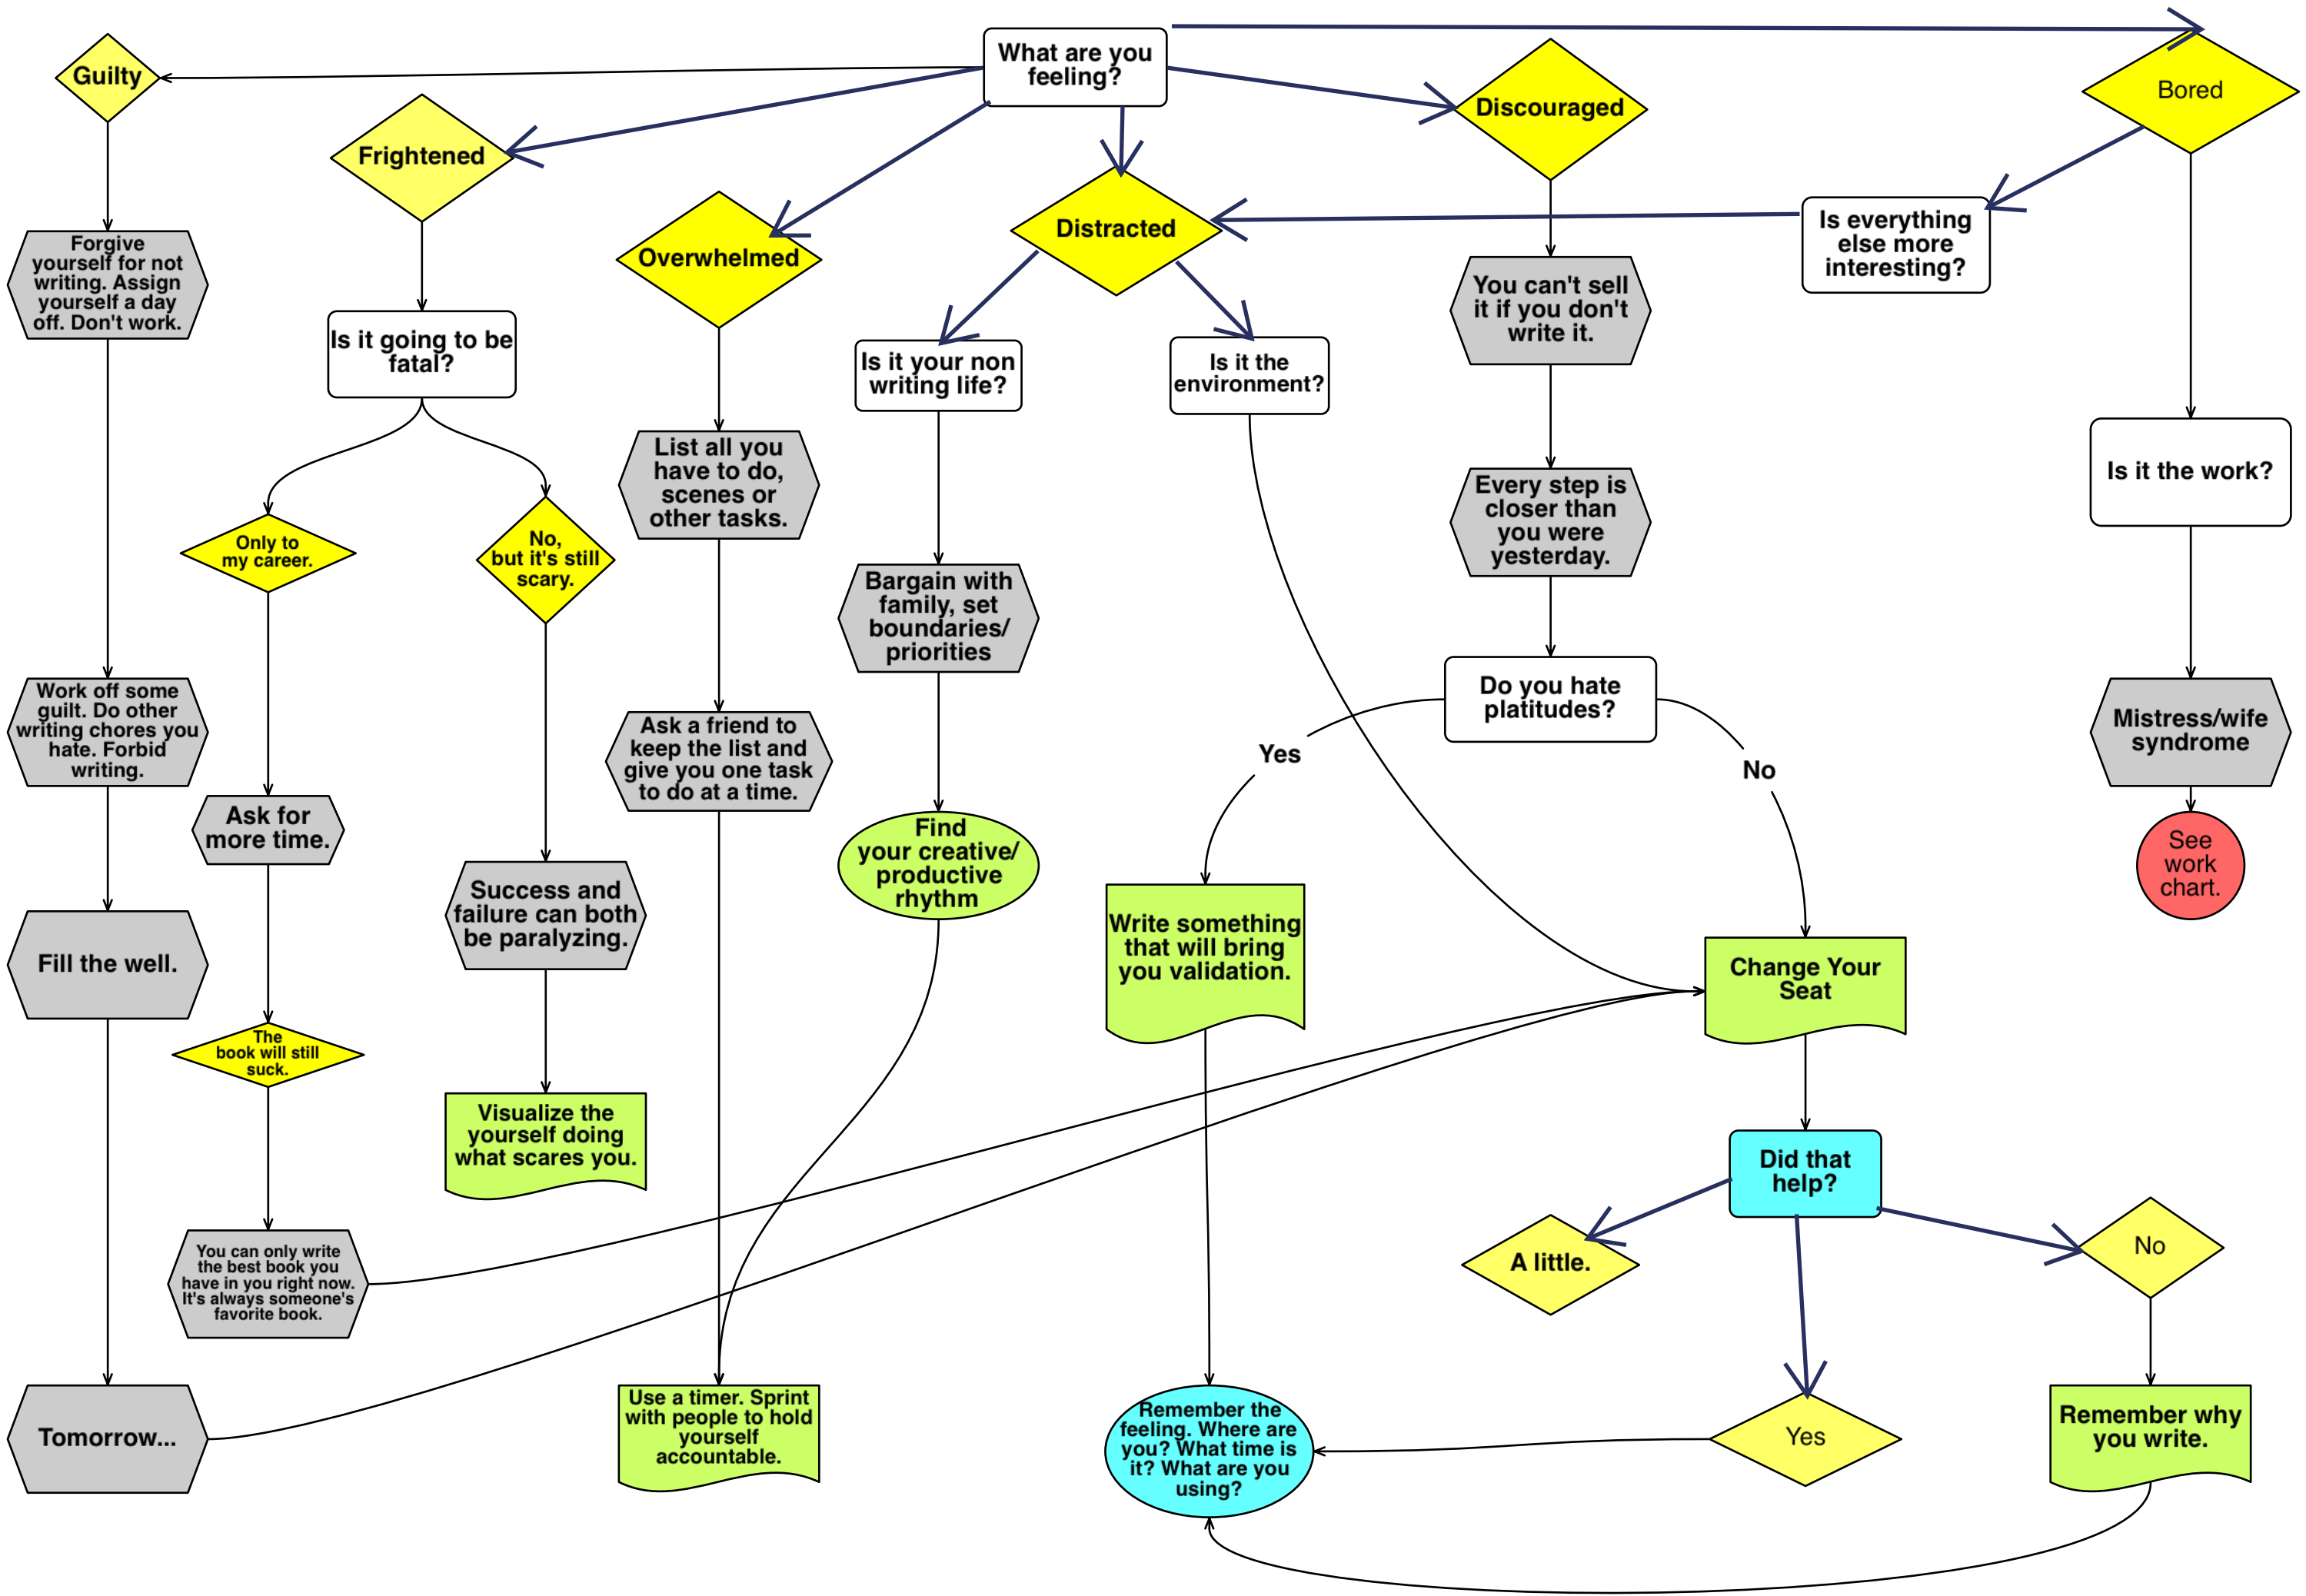 What are you
feeling?
Guilty
Frightened
Overwhelmed
Distracted
Discouraged
Bored
Forgive
yourself for not
writing. Assign
yourself a day
off. Don't work.
Is it going to be
fatal?
Is it your non
writing life?
Is it the
environment?
You can't sell
it if you don't
write it.
Is everything
else more
interesting?
Only to
my career.
No,
but it's still
scary.
List all you
have to do,
scenes or
other tasks.
Bargain with
family, set
boundaries/
priorities
Every step is
closer than
you were
yesterday.
Is it the work?
Work off some
guilt. Do other
writing chores you
hate. Forbid
writing.
Ask for
more time.
Ask a friend to
keep the list and
give you one task
to do at a time.
Find
your creative/
productive
rhythm
Do you hate
platitudes?
Yes
No
Mistress/wife
syndrome
See
work
chart.
Fill the well.
Success and
failure can both
be paralyzing.
Write something
that will bring
you validation.
Change Your
Seat
The
book will still
suck.
Visualize the
yourself doing
what scares you.
Did that
help?
You can only write
the best book you
have in you right now.
It's always someone's
favorite book.
A little.
No
Tomorrow...
Use a timer. Sprint
with people to hold
yourself
accountable.
Remember the
feeling. Where are
you? What time is
it? What are you
using?
Yes
Remember why
you write.